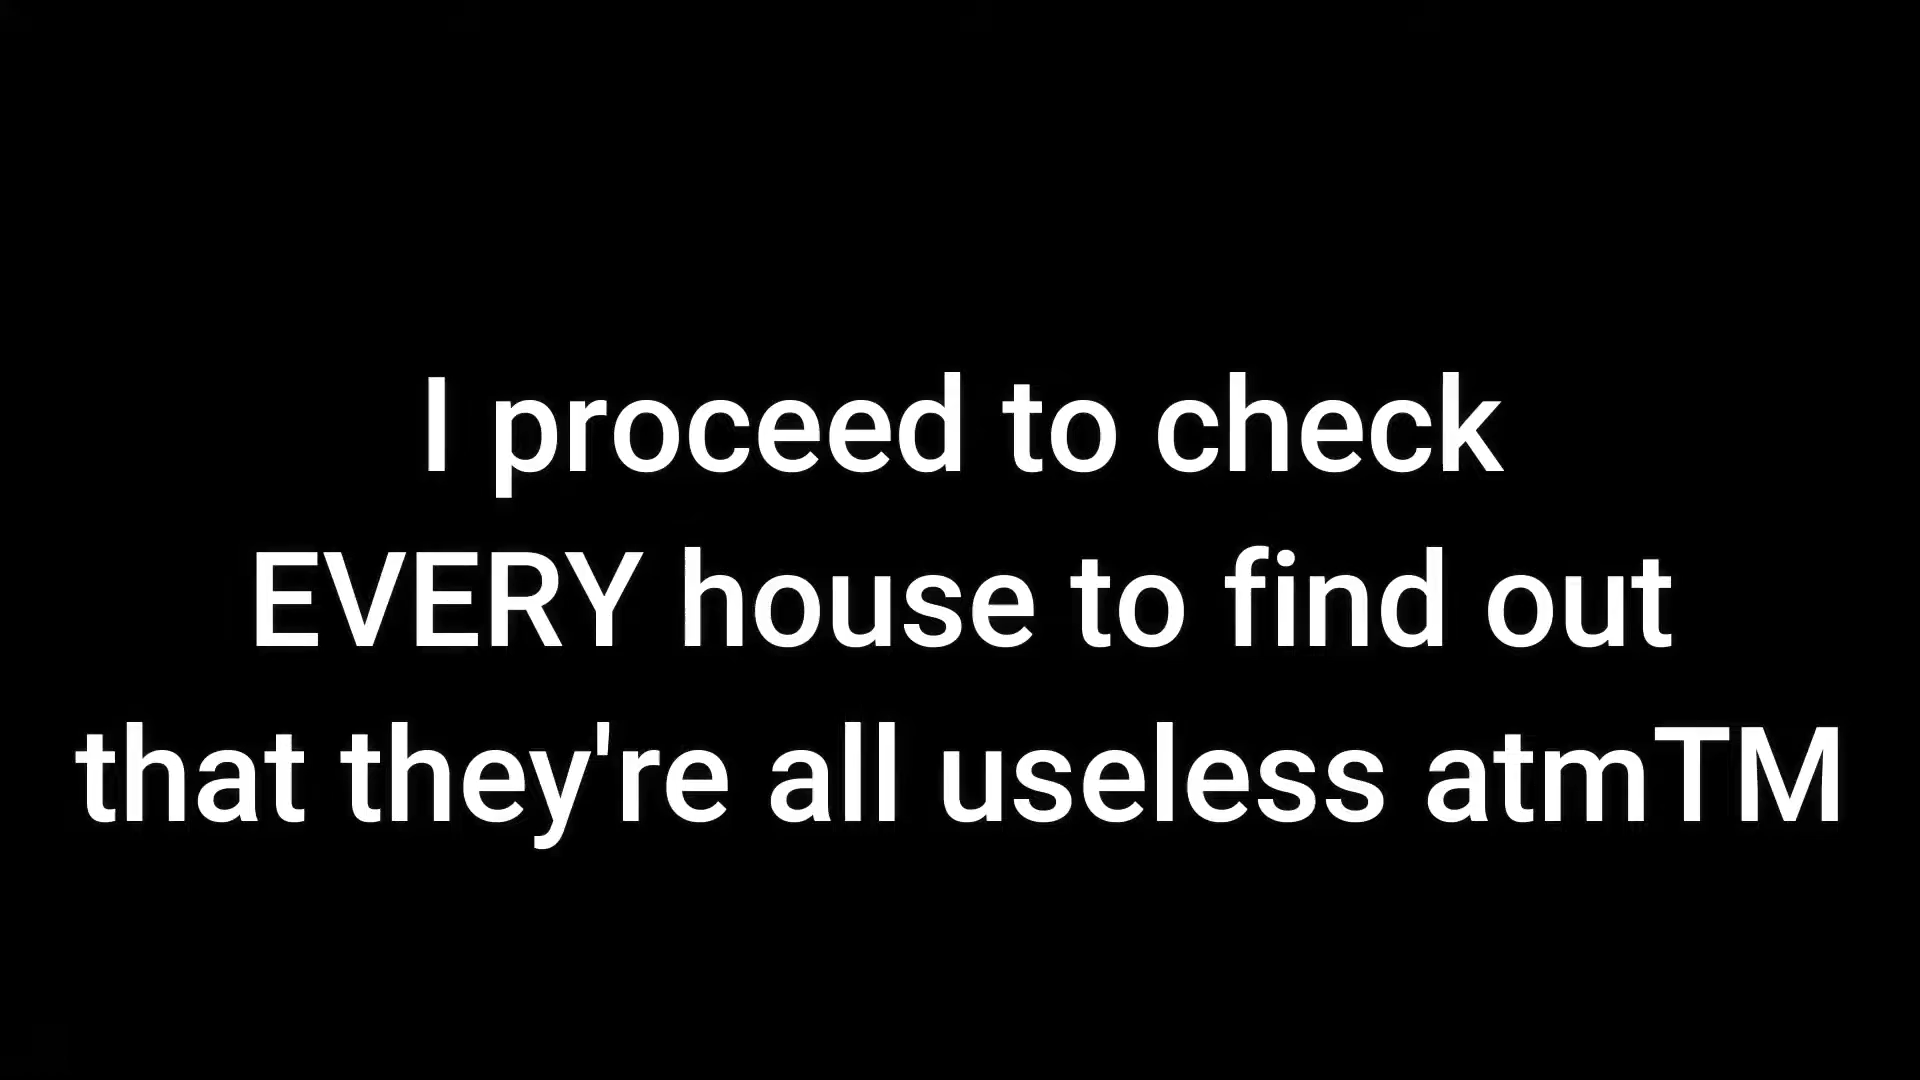 I proceed to check
EVERY house to find out
that they're all useless atmTM